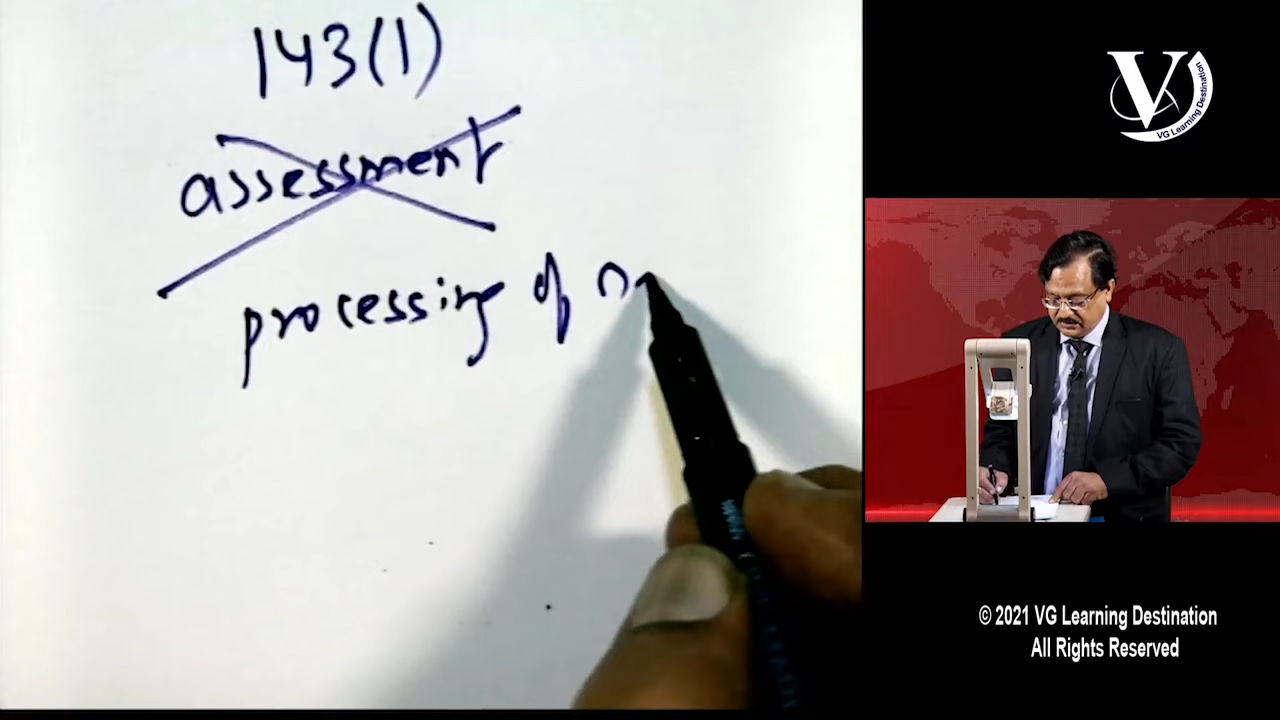 143(1)
assessment
processing of
V
VG Learning Destination
© 2021 VG Learning Destination
All Rights Reserved